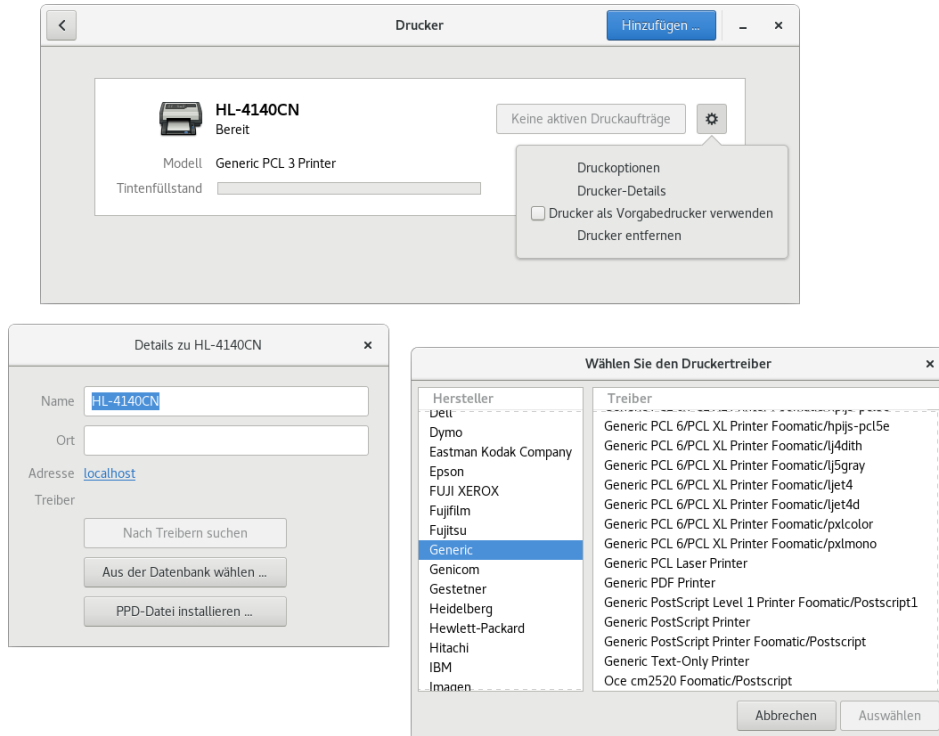 Drucker
Hinzufügen ...
HL-4140CN
Bereit
Keine aktiven Druckaufträge
Modell Generic PCL 3 Printer
Tintenfüllstand
Druckoptionen
Drucker-Details
Drucker als Vorgabedrucker verwenden
Drucker entfernen
Details zu HL-4140CN
Name HL-4140CN
Ort
Adresse localhost
Treiber
Nach Treibern suchen
Aus der Datenbank wählen ...
PPD-Datei installieren ...
Wählen Sie den Druckertreiber
Hersteller
Dell
Dymo
Eastman Kodak Company
Epson
FUJI XEROX
Fujifilm
Fujitsu
Generic
Genicom
Gestetner
Heidelberg
Hewlett-Packard
Hitachi
IBM
Imagen
Treiber
Generic PCL 6/PCL XL Printer Foomatic/hpijs-pcl5e
Generic PCL 6/PCL XL Printer Foomatic/lj4dith
Generic PCL 6/PCL XL Printer Foomatic/lj5gray
Generic PCL 6/PCL XL Printer Foomatic/ljet4
Generic PCL 6/PCL XL Printer Foomatic/ljet4d
Generic PCL 6/PCL XL Printer Foomatic/pxlcolor
Generic PCL 6/PCL XL Printer Foomatic/pxlmono
Generic PCL Laser Printer
Generic PDF Printer
Generic PostScript Level 1 Printer Foomatic/Postscript1
Generic PostScript Printer
Generic PostScript Printer Foomatic/Postscript
Generic Text-Only Printer
Oce cm2520 Foomatic/Postscript
Abbrechen
Auswählen